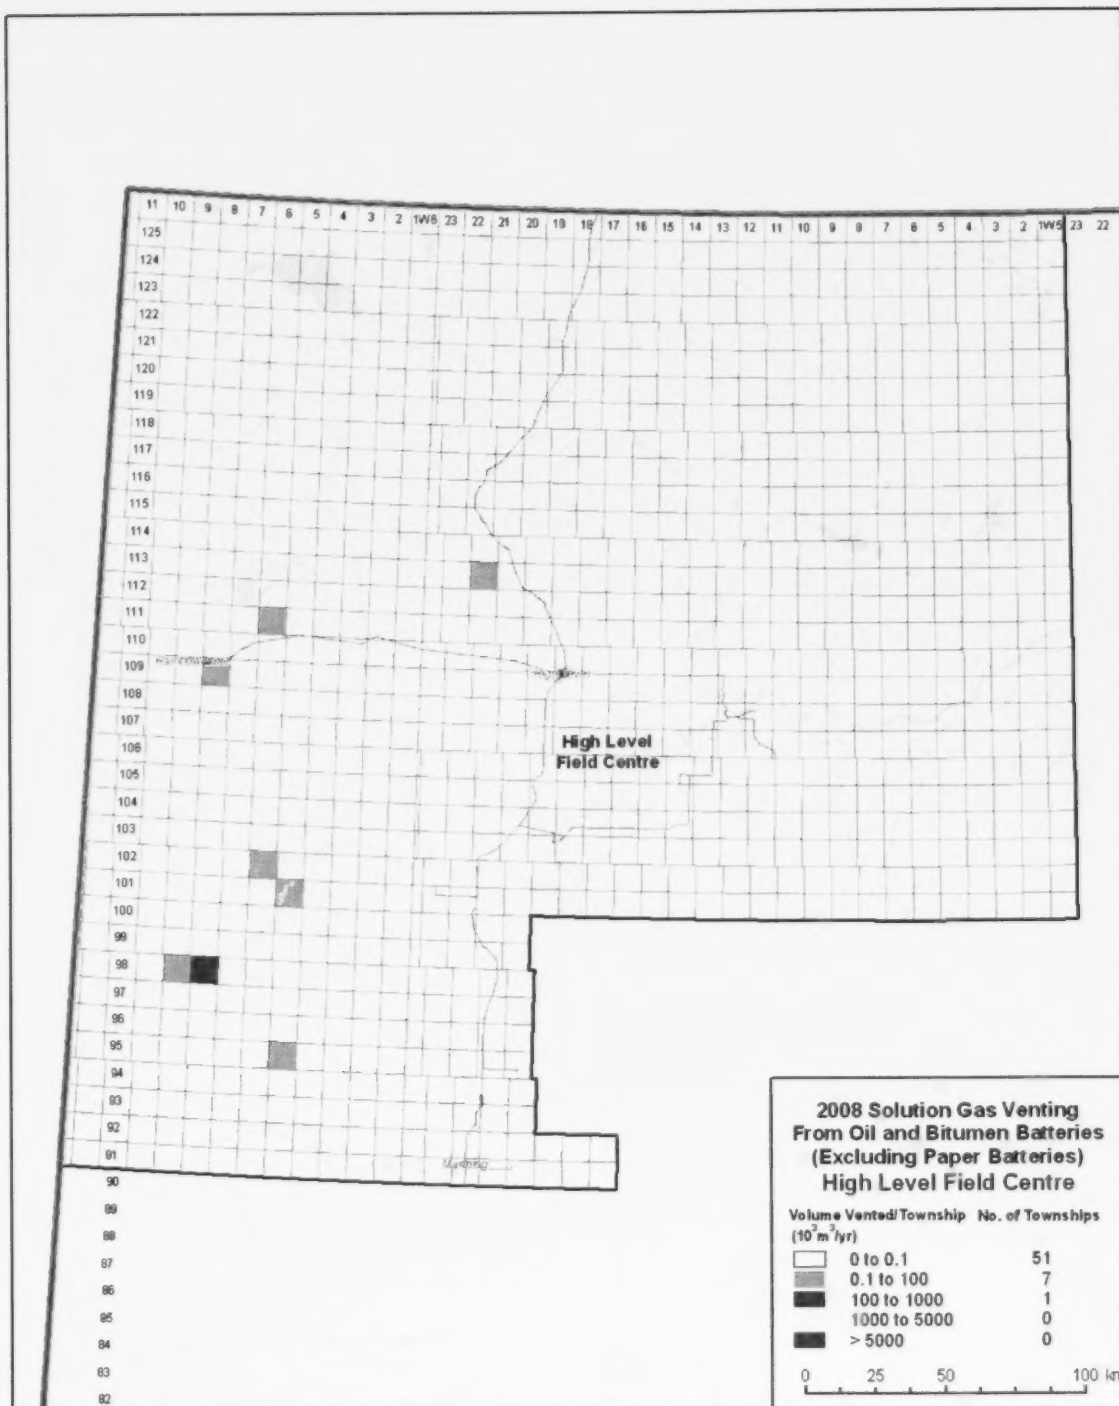 11 10 9 8 7 6 5 4 3 2 1W6 23 22 21 20 19 18 17 16 15 14 13 12 11 10 9 8 7 6 5 4 3 2 1W5 23 22
125
124
123
122
121
120
119
118
117
116
115
114
113
112
111
110
109
108
107
106
105
104
103
102
101
100
99
98
97
96
95
94
93
92
91
90
89
88
87
86
85
84
83
82
High Level
High Level
Field Centre
Manning
2008 Solution Gas Venting
From Oil and Bitumen Batteries
(Excluding Paper Batteries)
High Level Field Centre
Volume Vented/Township No. of Townships
(10³m³/yr)
0 to 0.1 51
0.1 to 100 7
100 to 1000 1
1000 to 5000 0
> 5000 0
0 25 50 100 km